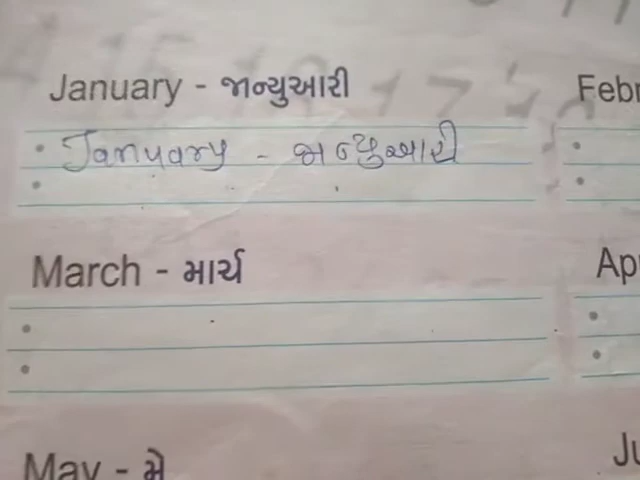 January - જાન્યુઆરી
Febr
January - જાન્યુઆરી
March - માર્ચ
Ap
May - મે
Ju